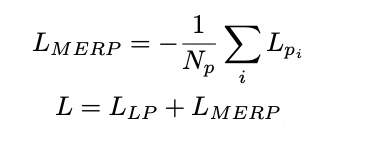 L_{MERP} = -\frac{1}{N_p} \sum_i L_{p_i}
L = L_{LP} + L_{MERP}